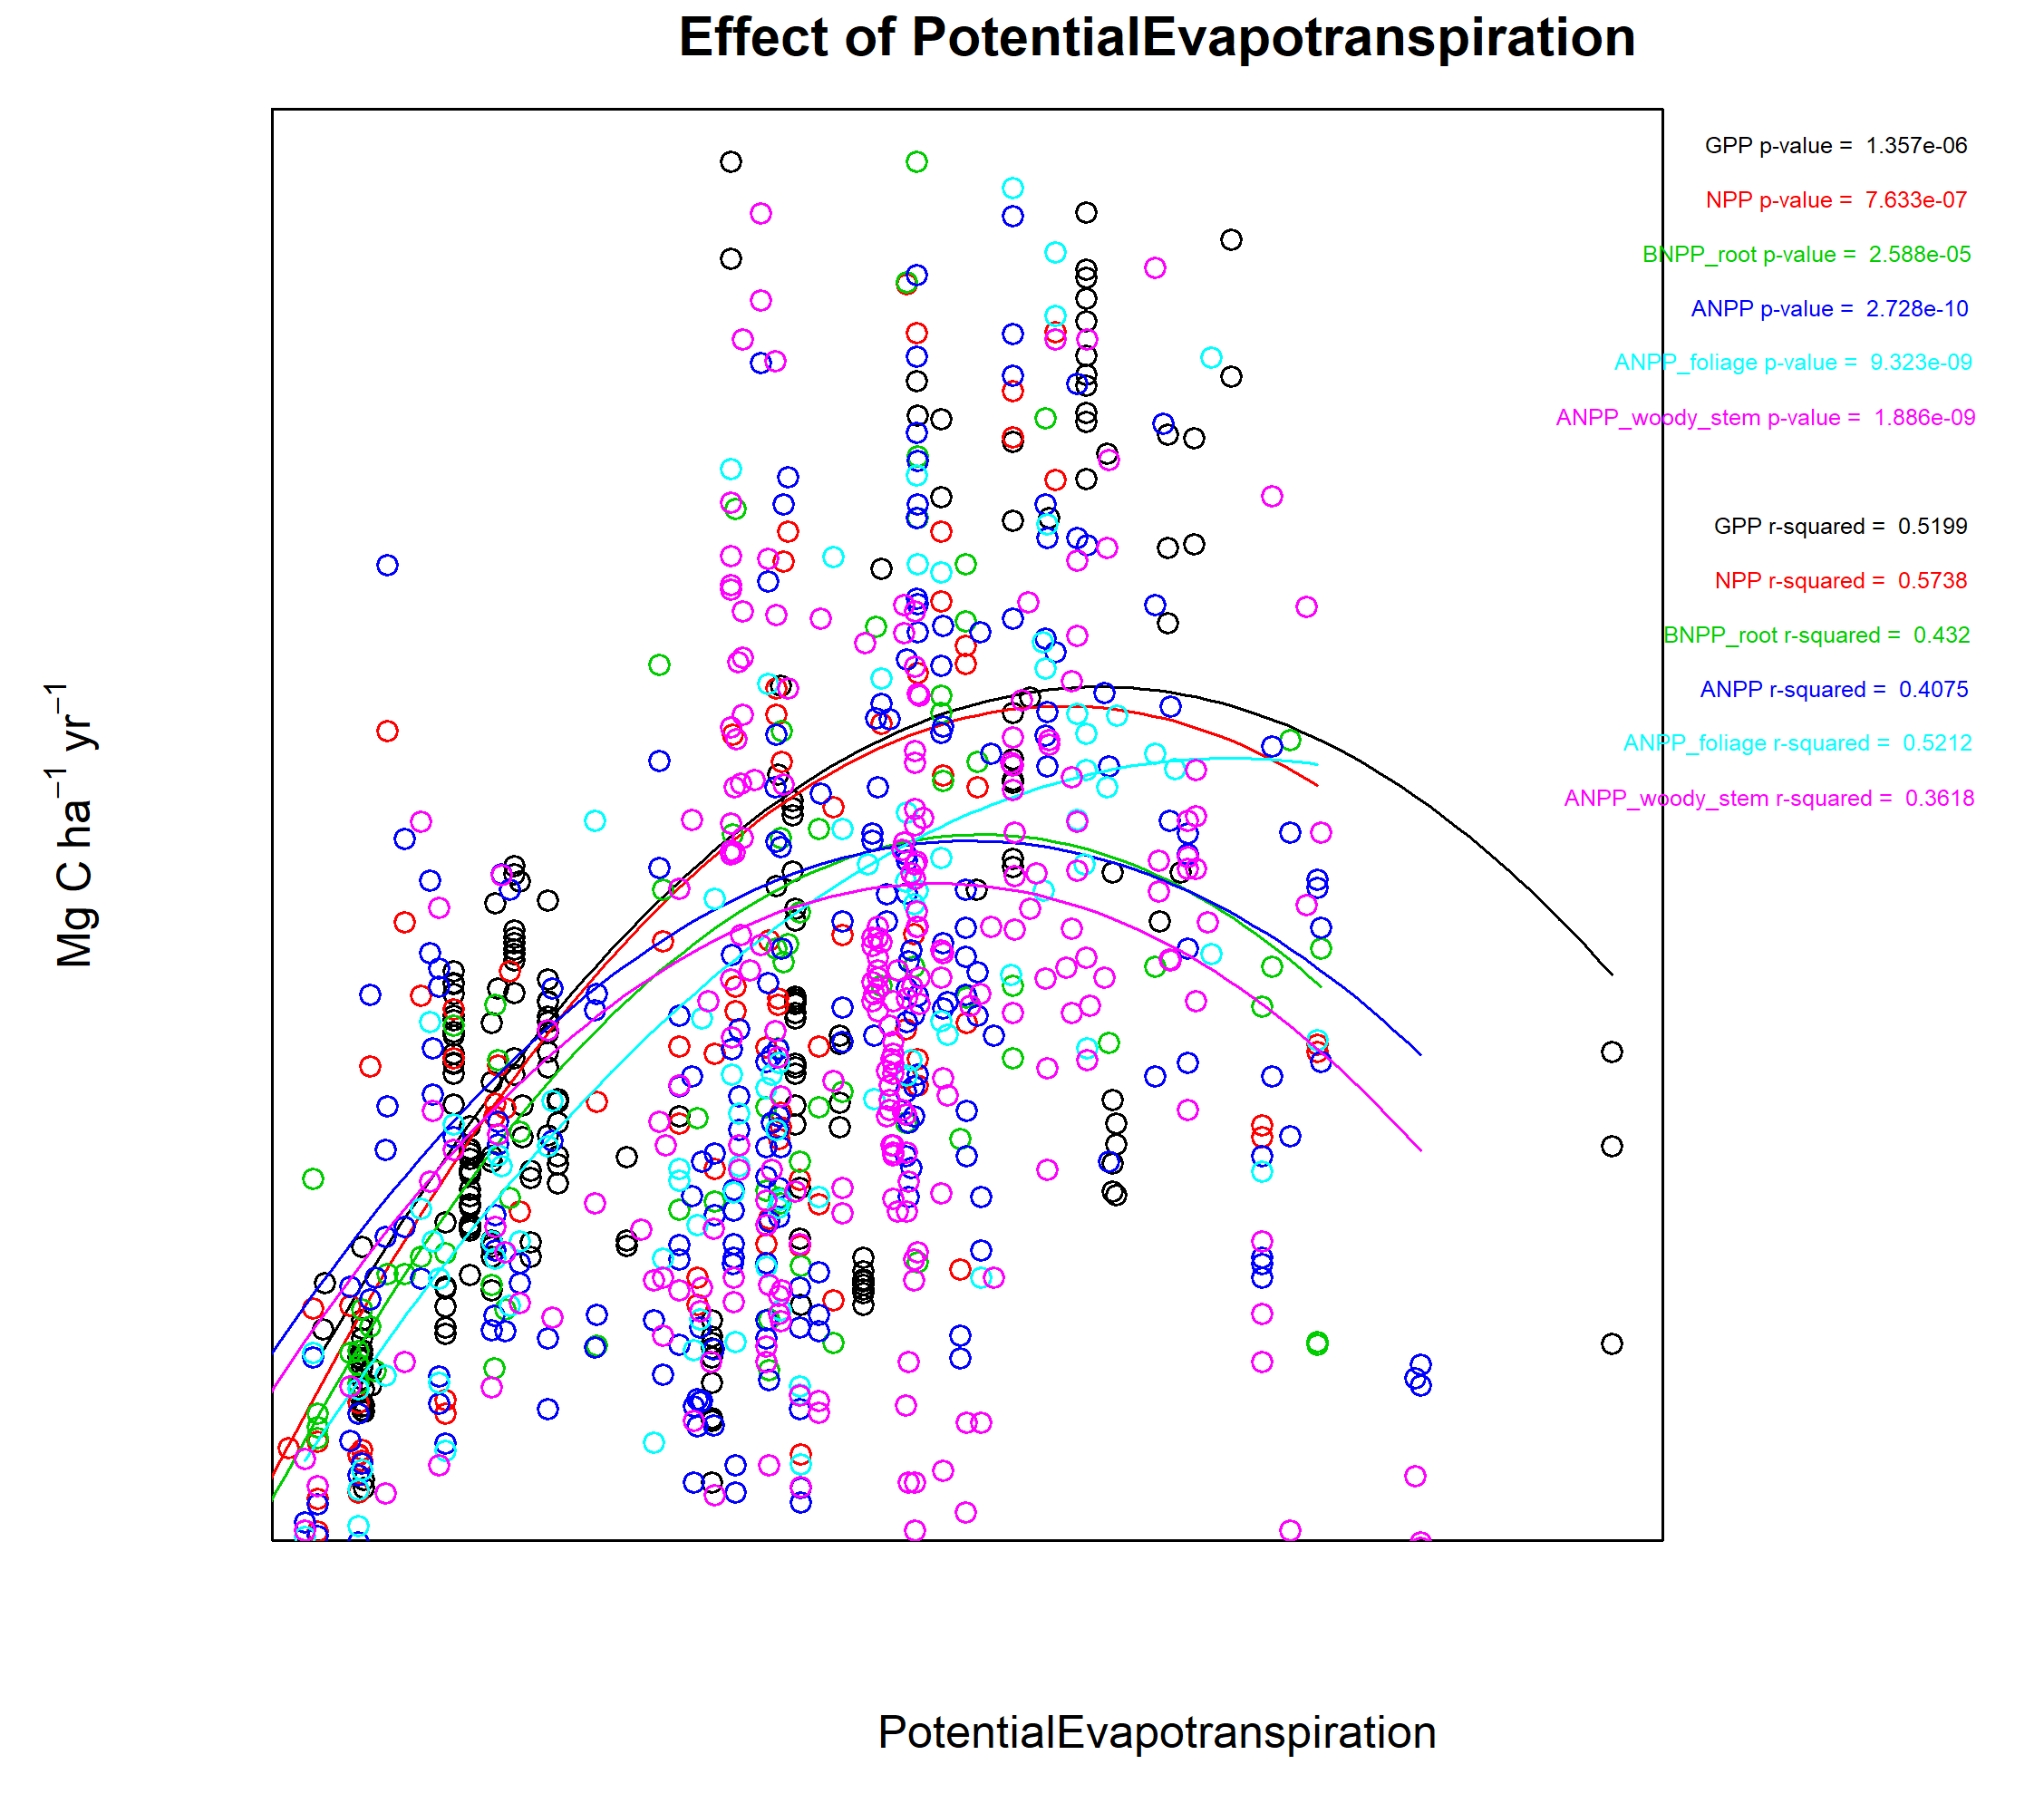 Effect of PotentialEvapotranspiration
GPP p-value = 1.357e-06
NPP p-value = 7.633e-07
BNPP_root p-value = 2.588e-05
ANPP p-value = 2.728e-10
ANPP_foliage p-value = 9.323e-09
ANPP_woody_stem p-value = 1.886e-09
GPP r-squared = 0.5199
NPP r-squared = 0.5738
BNPP_root r-squared = 0.432
ANPP r-squared = 0.4075
ANPP_foliage r-squared = 0.5212
ANPP_woody_stem r-squared = 0.3618
Mg C ha⁻¹ yr⁻¹
PotentialEvapotranspiration